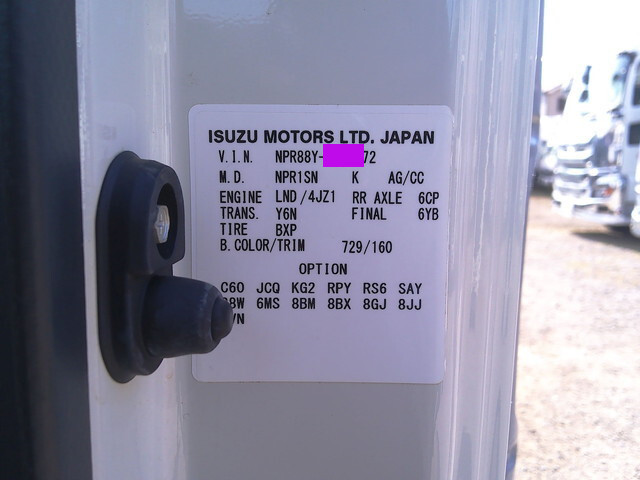 ISUZU MOTORS LTD. JAPAN
V.I.N. NPR88Y- 72
M.D. NPR1SN K AG/CC
ENGINE LND/4JZ1 RR AXLE 6CP
TRANS. Y6N FINAL 6YB
TIRE BXP
B.COLOR/TRIM 729/160
OPTION
C60 JCQ KG2 RPY RS6 SAY
6MS 8BM 8BX 8GJ 8JJ